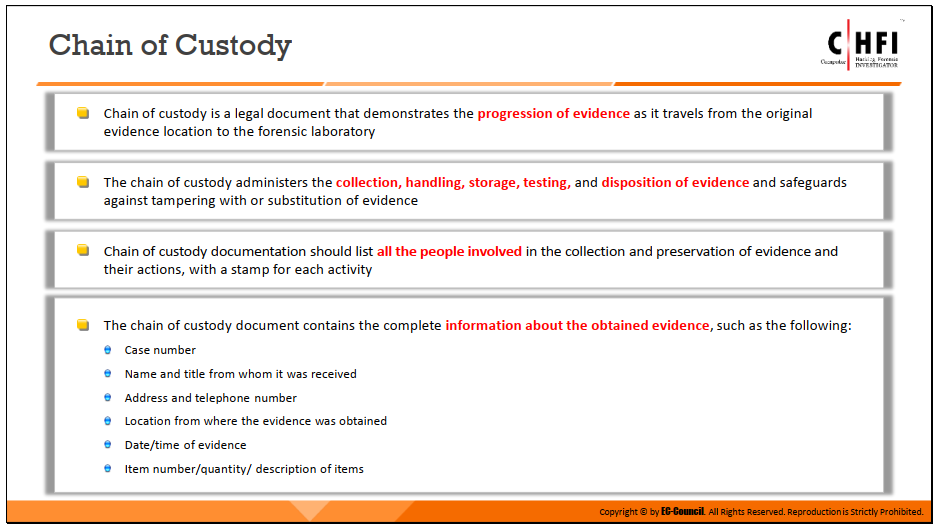 Chain of Custody
C HFI
Computer Hacking Forensic
INVESTIGATOR
Chain of custody is a legal document that demonstrates the progression of evidence as it travels from the original
evidence location to the forensic laboratory
The chain of custody administers the collection, handling, storage, testing, and disposition of evidence and safeguards
against tampering with or substitution of evidence
Chain of custody documentation should list all the people involved in the collection and preservation of evidence and
their actions, with a stamp for each activity
The chain of custody document contains the complete information about the obtained evidence, such as the following:
Case number
Name and title from whom it was received
Address and telephone number
Location from where the evidence was obtained
Date/time of evidence
Item number/quantity/ description of items
Copyright © by EC-Council. All Rights Reserved. Reproduction is Strictly Prohibited.